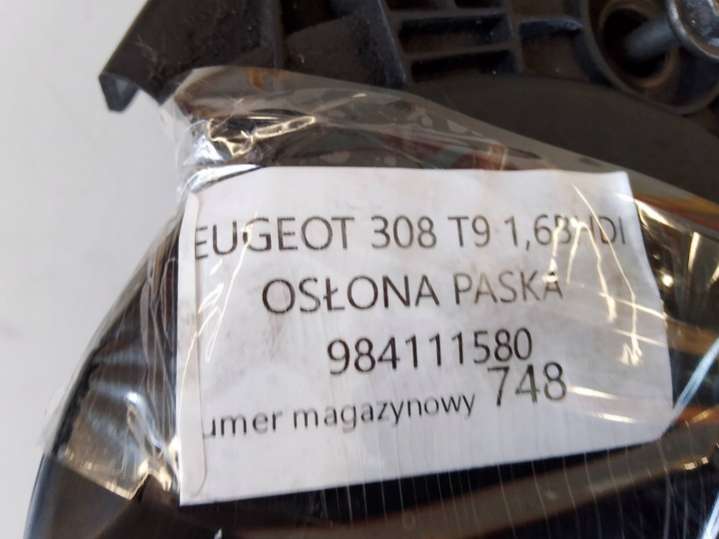 EUGEOT 308 T9 1,6BHDI
OSŁONA PASKA
984111580
umer magazynowy 748